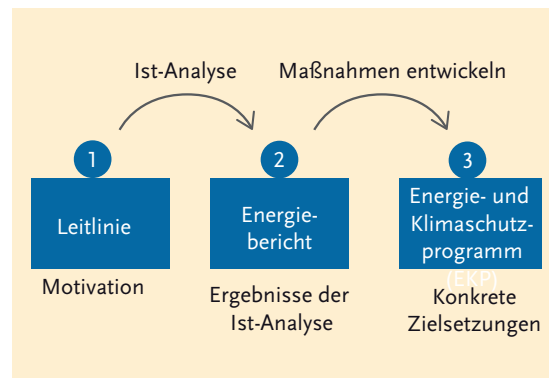 Ist-Analyse
Maßnahmen entwickeln
1
2
3
Leitlinie
Energie-
bericht
Energie- und
Klimaschutz-
programm
(EKP)
Motivation
Ergebnisse der
Ist-Analyse
Konkrete
Zielsetzungen